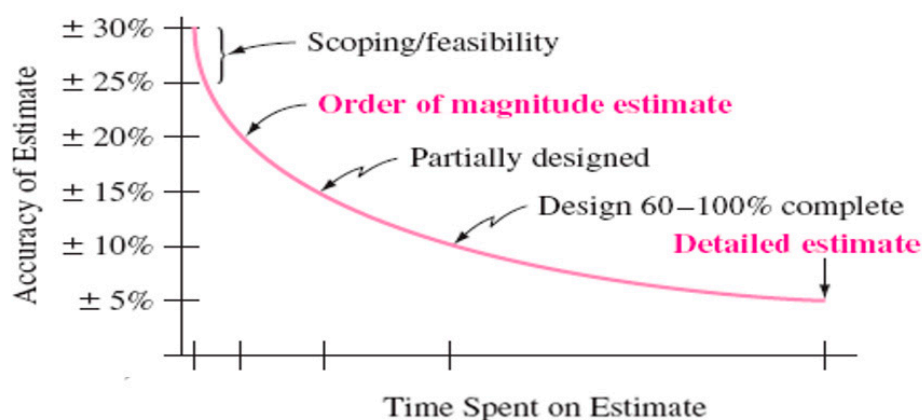 ± 30%
Scoping/feasibility
± 25%
Order of magnitude estimate
± 20%
Partially designed
± 15%
Design 60–100% complete
± 10%
Detailed estimate
± 5%
Accuracy of Estimate
Time Spent on Estimate